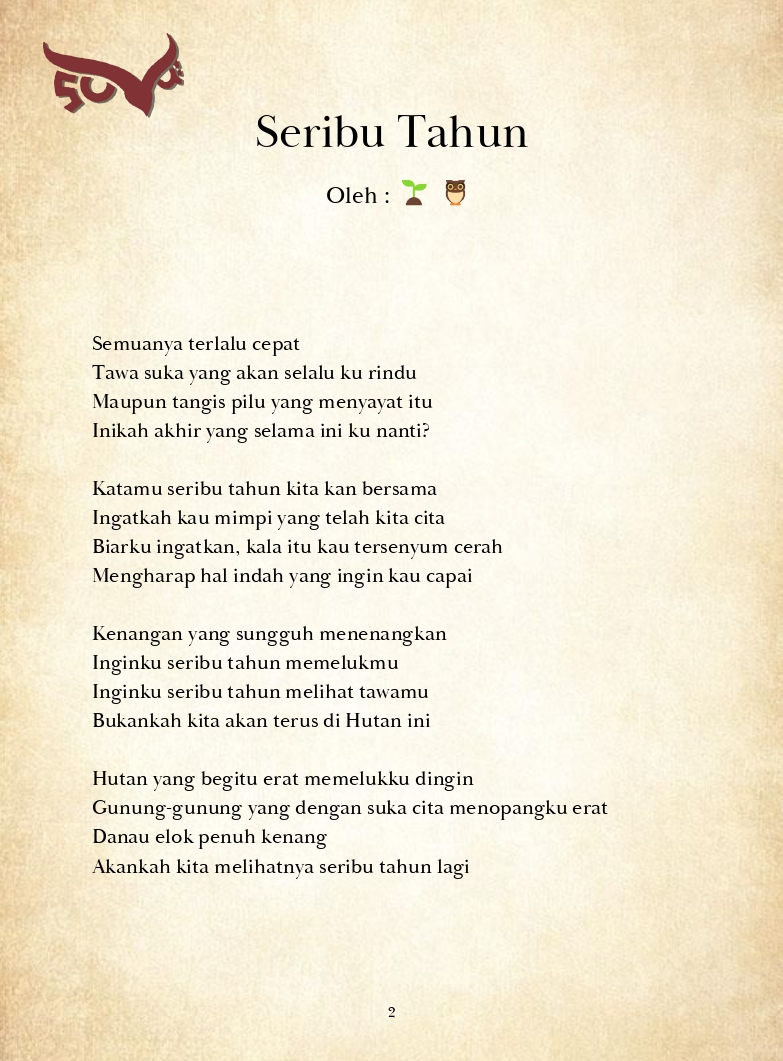 Seribu Tahun
Oleh : 🌱 🦉
Semuanya terlalu cepat
Tawa suka yang akan selalu ku rindu
Maupun tangis pilu yang menyayat itu
Inikah akhir yang selama ini ku nanti?
Katamu seribu tahun kita kan bersama
Ingatkah kau mimpi yang telah kita cita
Biarku ingatkan, kala itu kau tersenyum cerah
Mengharap hal indah yang ingin kau capai
Kenangan yang sungguh menenangkan
Inginku seribu tahun memelukmu
Inginku seribu tahun melihat tawamu
Bukankah kita akan terus di Hutan ini
Hutan yang begitu erat memelukku dingin
Gunung-gunung yang dengan suka cita menopangku erat
Danau elok penuh kenang
Akankah kita melihatnya seribu tahun lagi
2